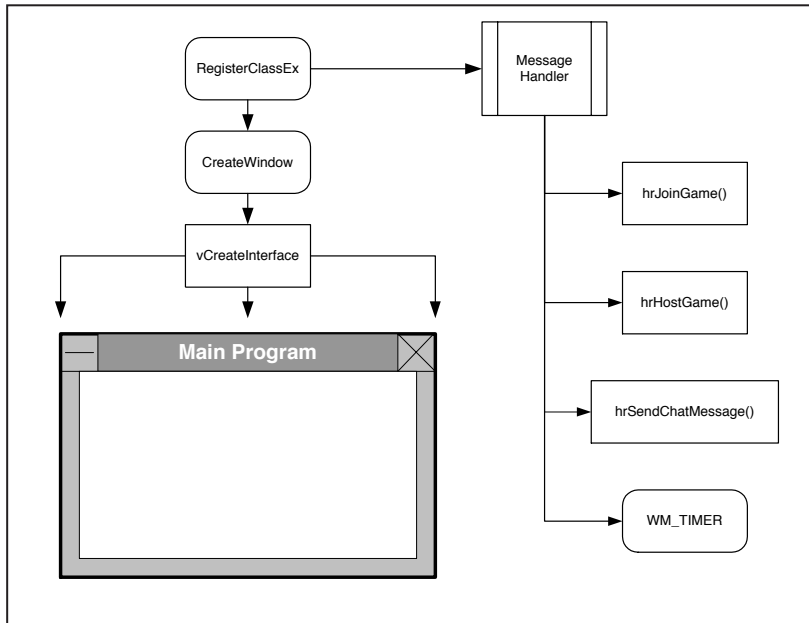 RegisterClassEx
Message
Handler
CreateWindow
hrJoinGame()
vCreateInterface
hrHostGame()
Main Program
hrSendChatMessage()
WM_TIMER